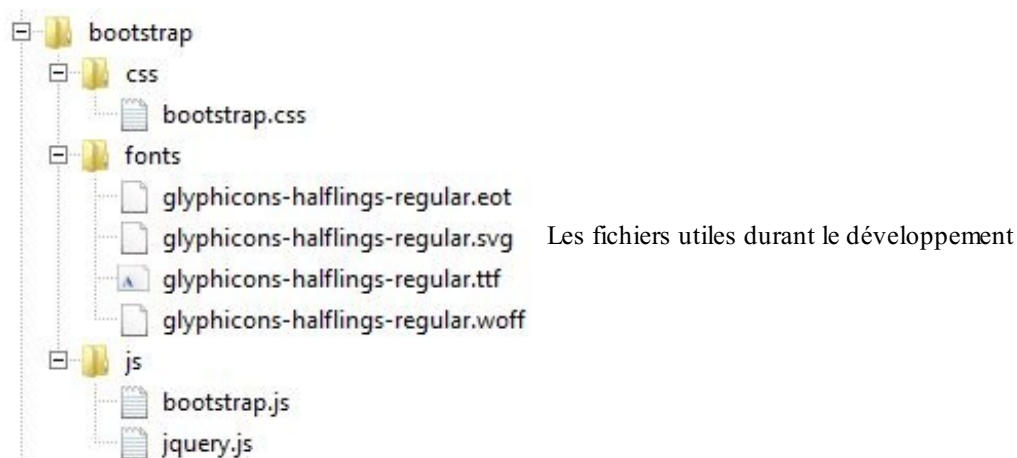 bootstrap
css
bootstrap.css
fonts
glyphicons-halflings-regular.eot
glyphicons-halflings-regular.svg
glyphicons-halflings-regular.ttf
glyphicons-halflings-regular.woff
js
bootstrap.js
jquery.js
Les fichiers utiles durant le développement